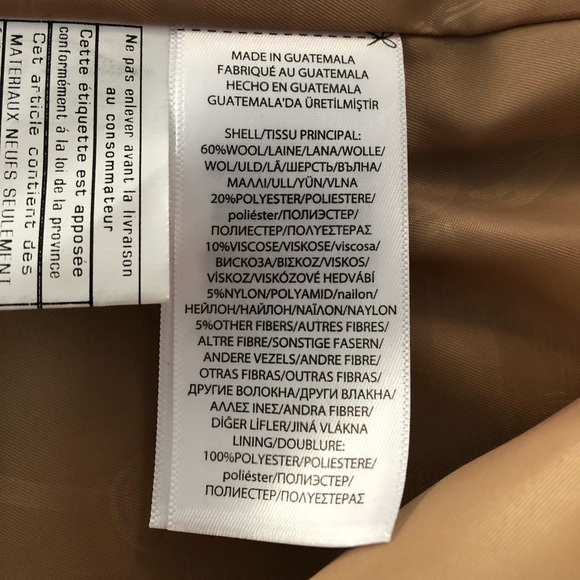 Ne pas enlever avant la livraison
au consommateur
Cette étiquette est apposée
conformément à la loi de la province
Cet article contient des
MATERIAUX NEUFS SEULEMENT
MADE IN GUATEMALA
FABRIQUÉ AU GUATEMALA
HECHO EN GUATEMALA
GUATEMALA'DA ÜRETİLMİŞTİR
SHELL/TISSU PRINCIPAL:
60%WOOL/LAINE/LANA/WOLLE/
WOL/ULD/LÃ/ШЕРСТЬ/ВЪЛНА/
ΜΑΛΛΙ/ULL/YÜN/VLNA
20%POLYESTER/POLIESTERE/
poliéster/ПОЛИЭСТЕР/
ПОЛИЕСТЕР/ΠΟΛΥΕΣΤΕΡΑΣ/
10%VISCOSE/VISKOSE/viscosa/
ВИСКОЗА/ΒΙΣΚΟΖ/VISKOS/
VİSKOZ/VISKÓZOVÉ HEDVÁBÍ
5%NYLON/POLYAMID/nailon/
НЕЙЛОН/НАЙЛОН/ΝΑΪΛΟΝ/NAYLON
5%OTHER FIBERS/AUTRES FIBRES/
ALTRE FIBRE/SONSTIGE FASERN/
ANDERE VEZELS/ANDRE FIBRE/
OTRAS FIBRAS/OUTRAS FIBRAS/
ДРУГИЕ ВОЛОКНА/ДРУГИ ВЛАКНА/
ΑΛΛΕΣ ΙΝΕΣ/ANDRA FIBRER/
DİĞER LİFLER/JINÁ VLÁKNA
LINING/DOUBLURE:
100%POLYESTER/POLIESTERE/
poliéster/ПОЛИЭСТЕР/
ПОЛИЕСТЕР/ΠΟΛΥΕΣΤΕΡΑΣ